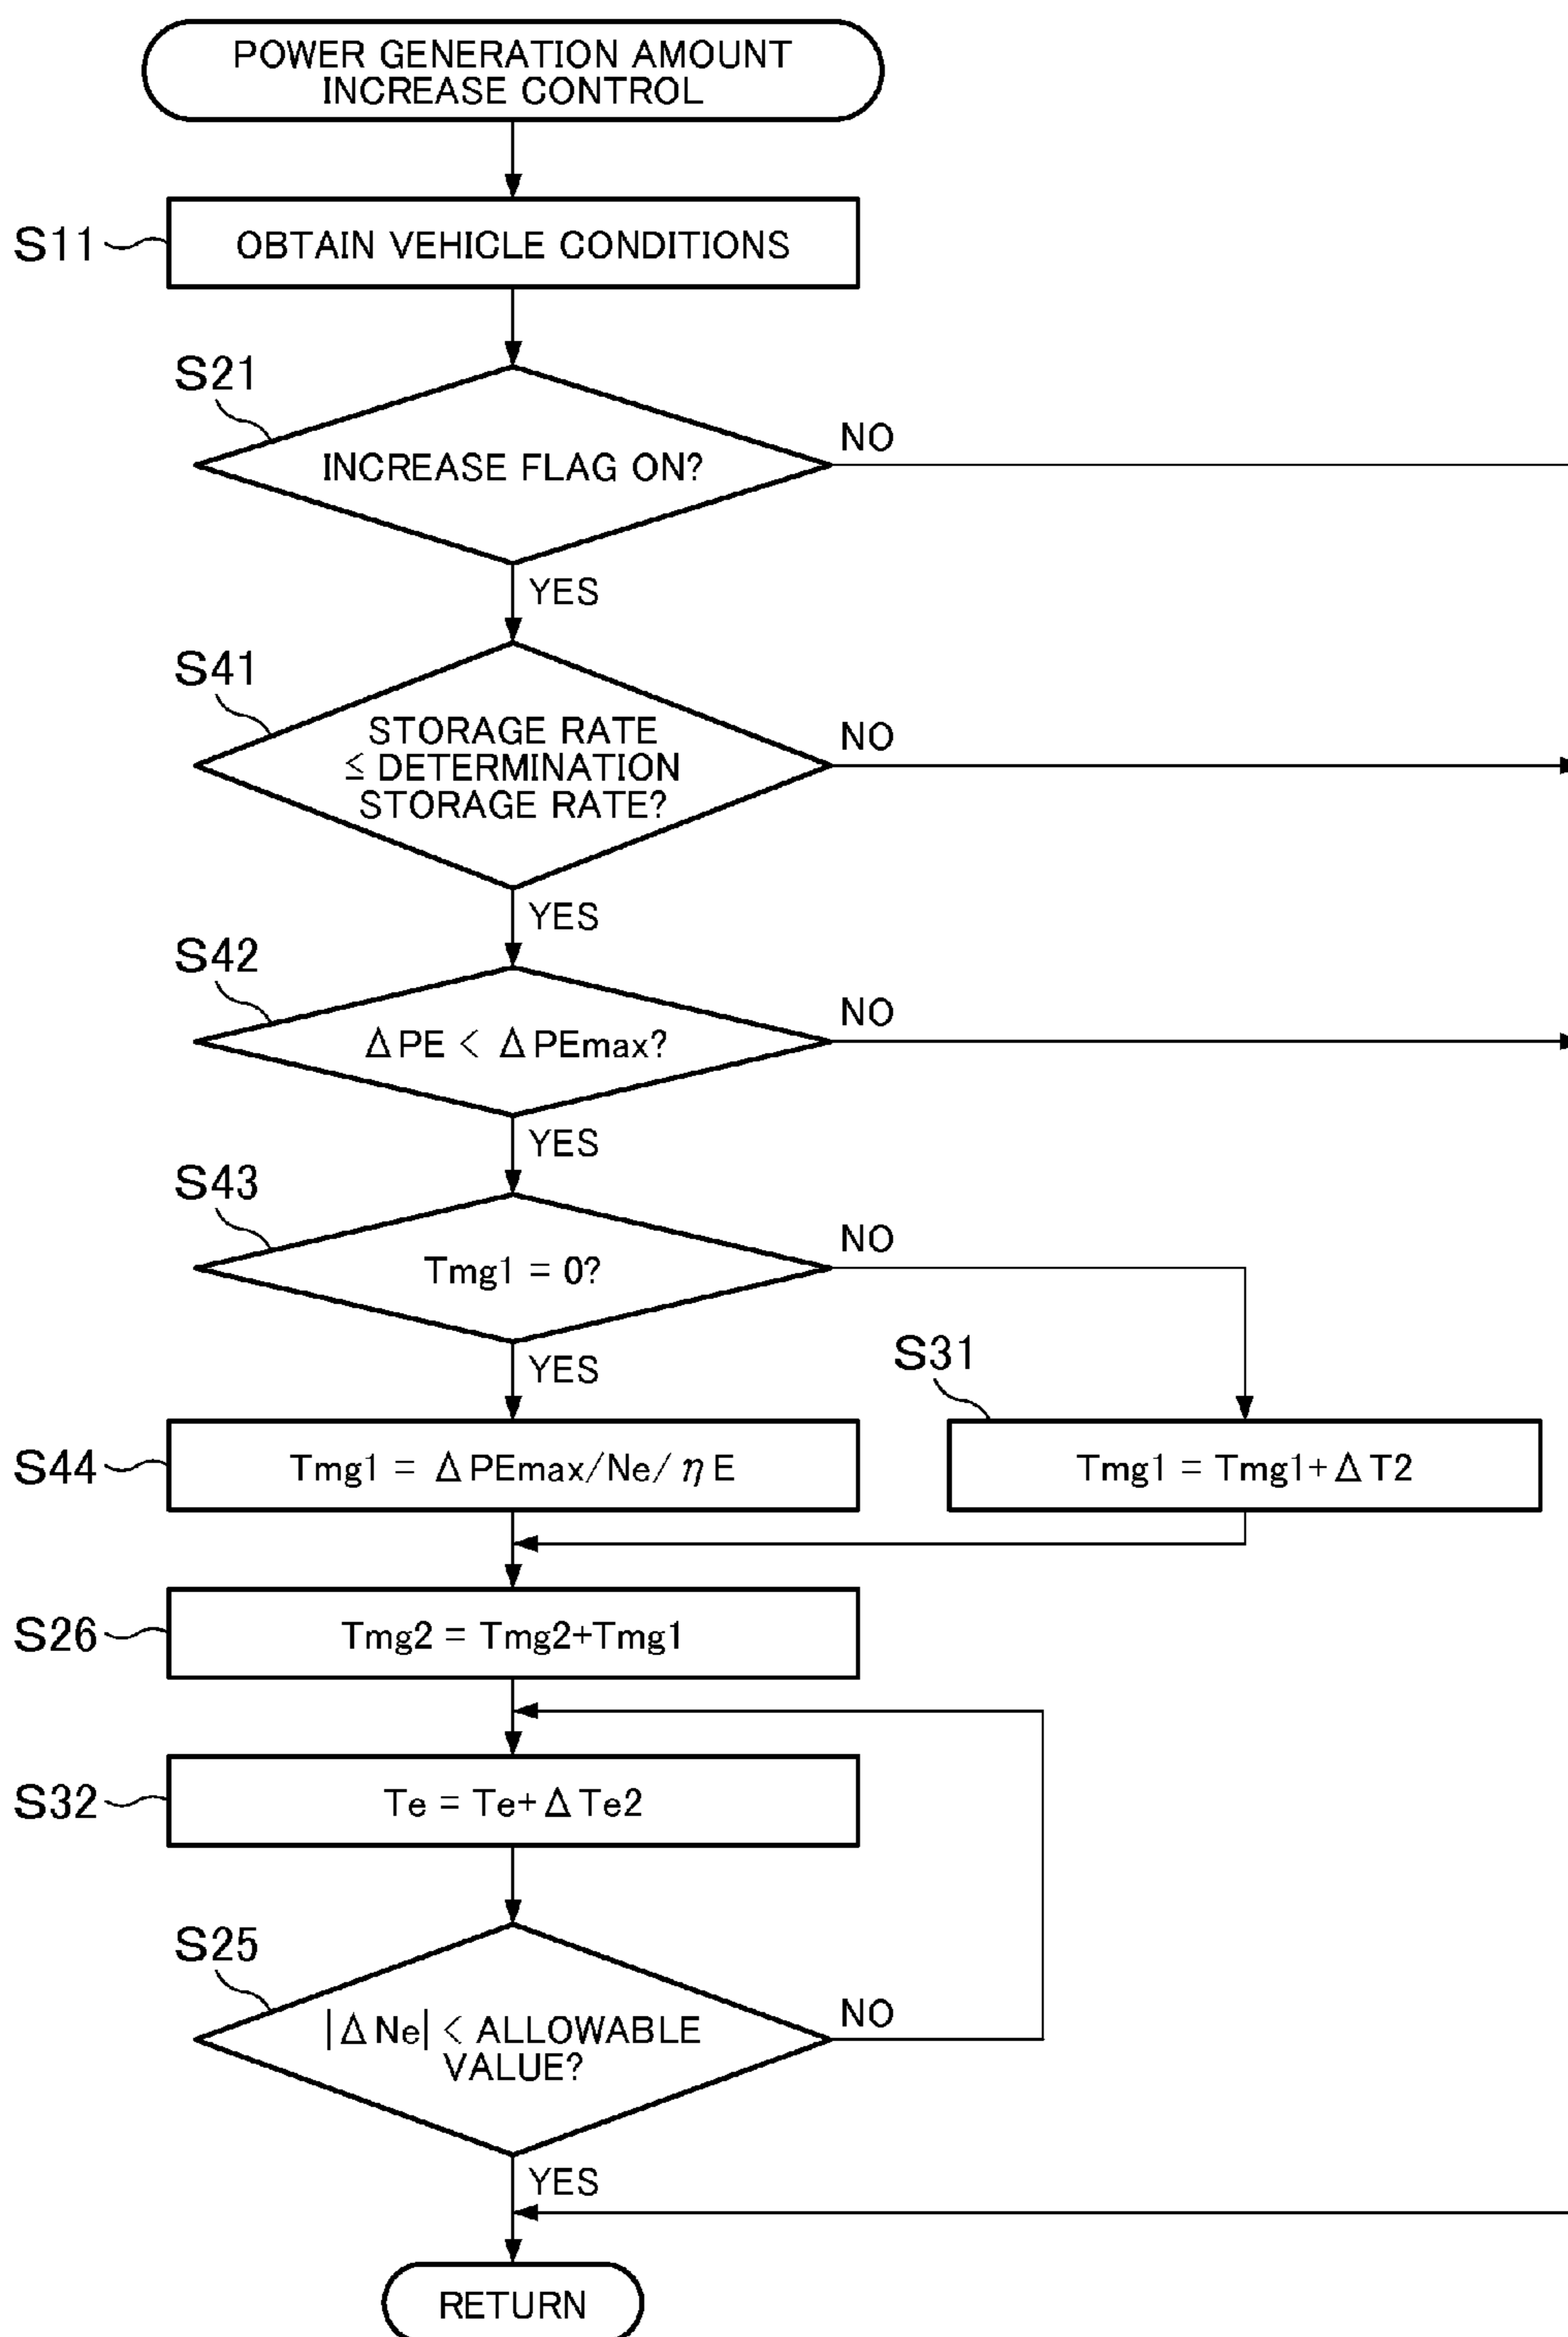 POWER GENERATION AMOUNT
INCREASE CONTROL
S11
OBTAIN VEHICLE CONDITIONS
S21
INCREASE FLAG ON?
NO
YES
S41
STORAGE RATE
≤ DETERMINATION
STORAGE RATE?
NO
YES
S42
ΔPE < ΔPEmax?
NO
YES
S43
Tmg1 = 0?
NO
YES
S31
S44
Tmg1 = ΔPEmax/Ne/ηE
Tmg1 = Tmg1+ΔT2
S26
Tmg2 = Tmg2+Tmg1
S32
Te = Te+ΔTe2
S25
|ΔNe| < ALLOWABLE
VALUE?
NO
YES
RETURN